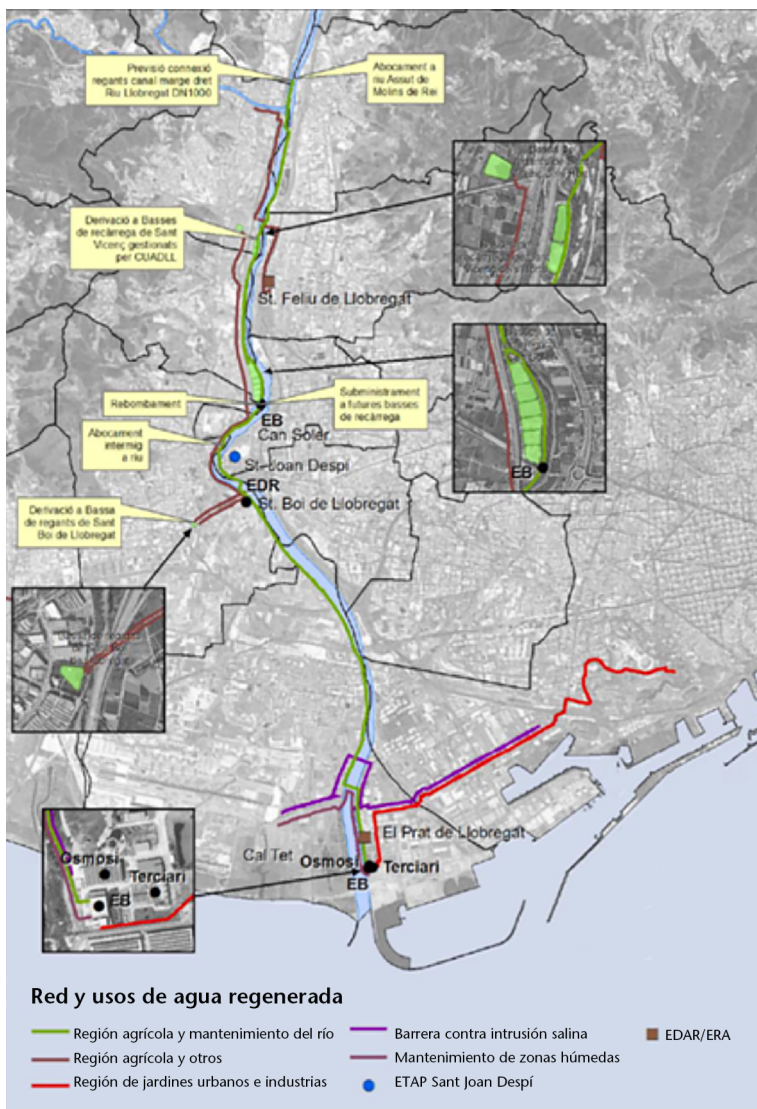 Previsió connexió
regants canal marge dret
Riu Llobregat DN1000
Abocament a
riu Assut de
Molins de Rei
Derivació a Basses
de recàrrega de Sant
Vicenç gestionats
per CUADLL
St. Feliu de Llobregat
Rebombament
Subministrament
a futures basses
de recàrrega
EB
Can Soler
Abocament
intermig
a riu
St. Joan Despí
EDR
St. Boi de Llobregat
EB
Derivació a Bassa
de regants de Sant
Boi de Llobregat
El Prat de Llobregat
Cal Tet
Osmosi
Terciari
EB
Osmosi
Terciari
EB
Red y usos de agua regenerada
Región agrícola y mantenimiento del río
Región agrícola y otros
Región de jardines urbanos e industrias
Barrera contra intrusión salina
Mantenimiento de zonas húmedas
ETAP Sant Joan Despí
EDAR/ERA